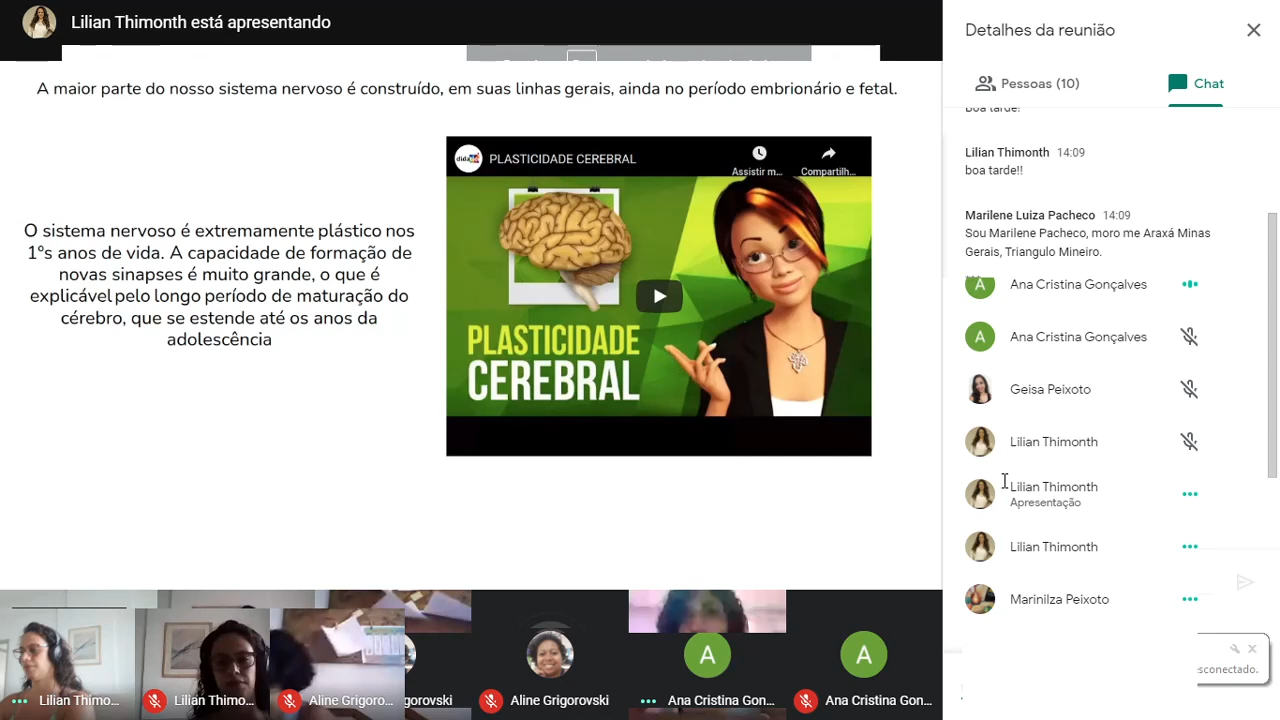 Lilian Thimonth está apresentando
A maior parte do nosso sistema nervoso é construído, em suas linhas gerais, ainda no período embrionário e fetal.
O sistema nervoso é extremamente plástico nos
1°s anos de vida. A capacidade de formação de
novas sinapses é muito grande, o que é
explicável pelo longo período de maturação do
cérebro, que se estende até os anos da
adolescência
PLASTICIDADE CEREBRAL
Assistir m...
Compartilh...
PLASTICIDADE
CEREBRAL
Lilian Thimo...
Lilian Thimo...
Aline Grigoro...
gorovski
Aline Grigorovski
A
Ana Cristina Gon...
A
Ana Cristina Gon...
Detalhes da reunião
Pessoas (10)
Chat
Boa tarde!
Lilian Thimonth 14:09
boa tarde!!
Marilene Luiza Pacheco 14:09
Sou Marilene Pacheco, moro me Araxá Minas
Gerais, Triangulo Mineiro.
A Ana Cristina Gonçalves
A Ana Cristina Gonçalves
Geisa Peixoto
Lilian Thimonth
Lilian Thimonth
Apresentação
Lilian Thimonth
Marinilza Peixoto
esconectado.